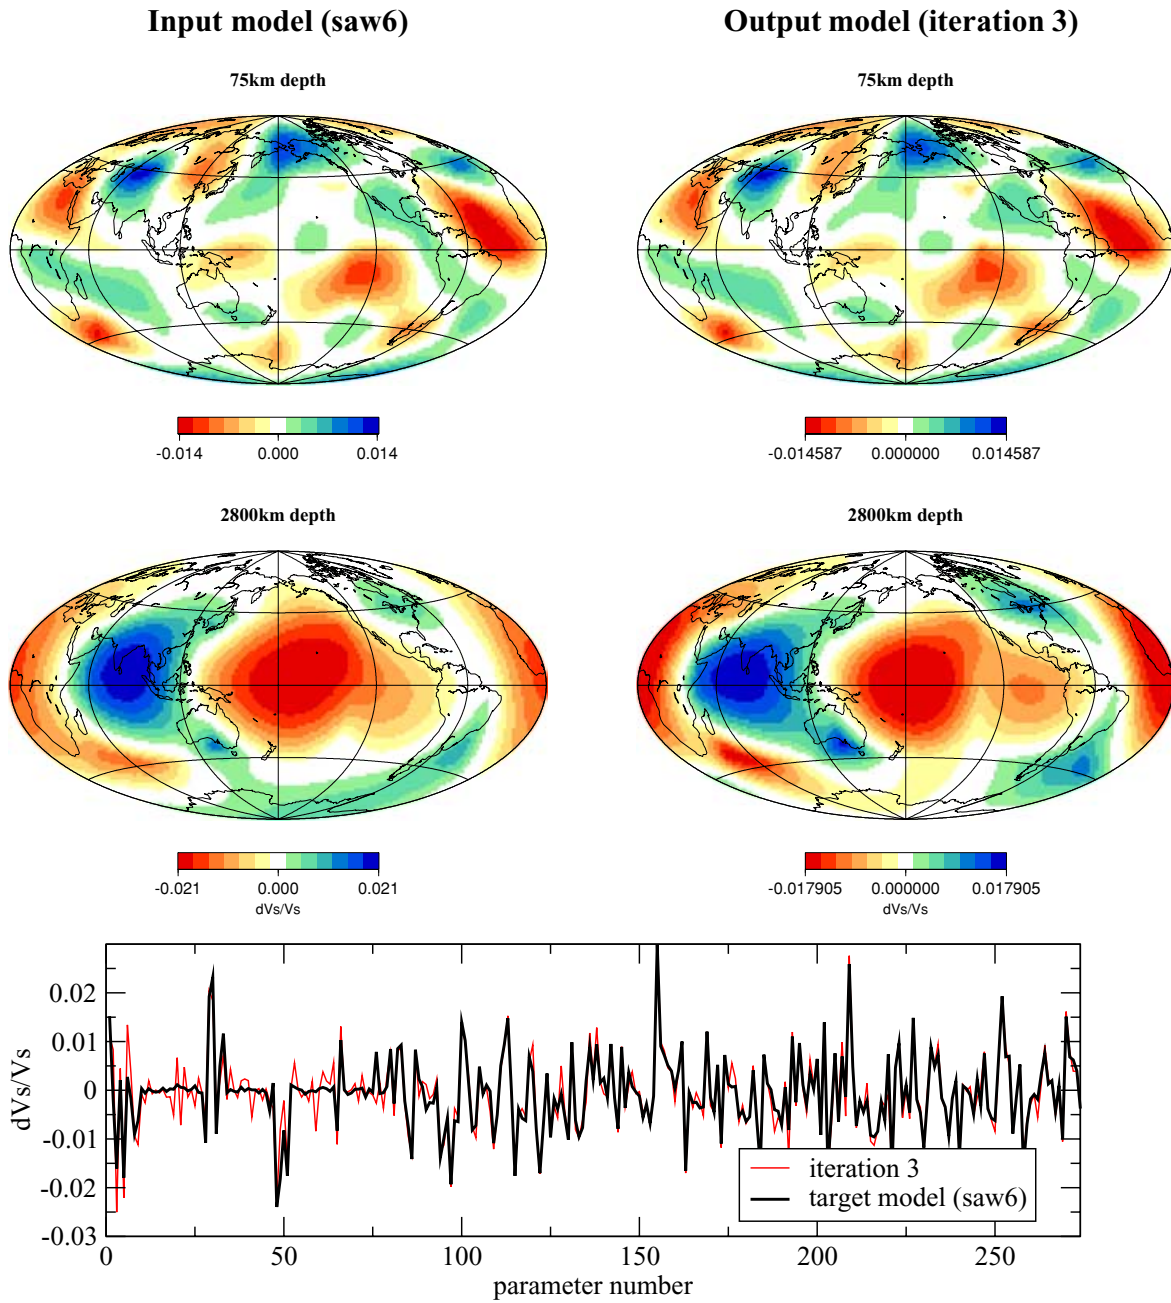 Input model (saw6) Output model (iteration 3)
75km depth 75km depth
-0.014 0.000 0.014 -0.014587 0.000000 0.014587
2800km depth 2800km depth
-0.021 0.000 0.021 -0.017905 0.000000 0.017905
dVs/Vs dVs/Vs
0.02
0.01
0
-0.01
-0.02
-0.03
dVs/Vs
iteration 3
target model (saw6)
0 50 100 150 200 250
parameter number